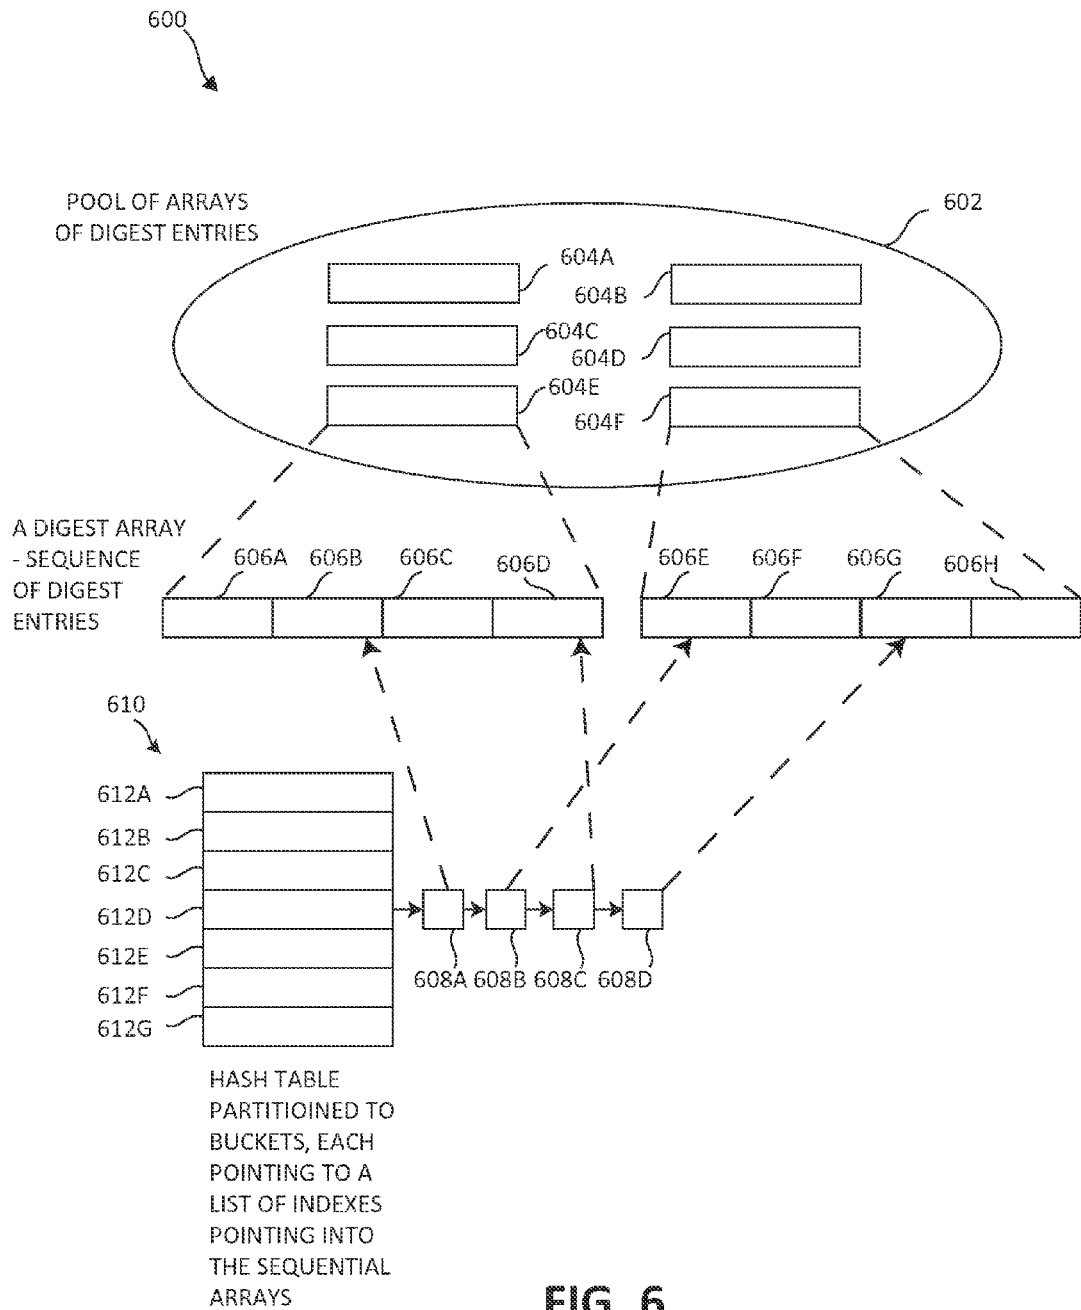 600
POOL OF ARRAYS
OF DIGEST ENTRIES
602
604A
604B
604C
604D
604E
604F
A DIGEST ARRAY
- SEQUENCE
OF DIGEST
ENTRIES
606A
606B
606C
606D
606E
606F
606G
606H
610
612A
612B
612C
612D
612E
612F
612G
608A
608B
608C
608D
HASH TABLE
PARTITIOINED TO
BUCKETS, EACH
POINTING TO A
LIST OF INDEXES
POINTING INTO
THE SEQUENTIAL
ARRAYS
FIG. 6